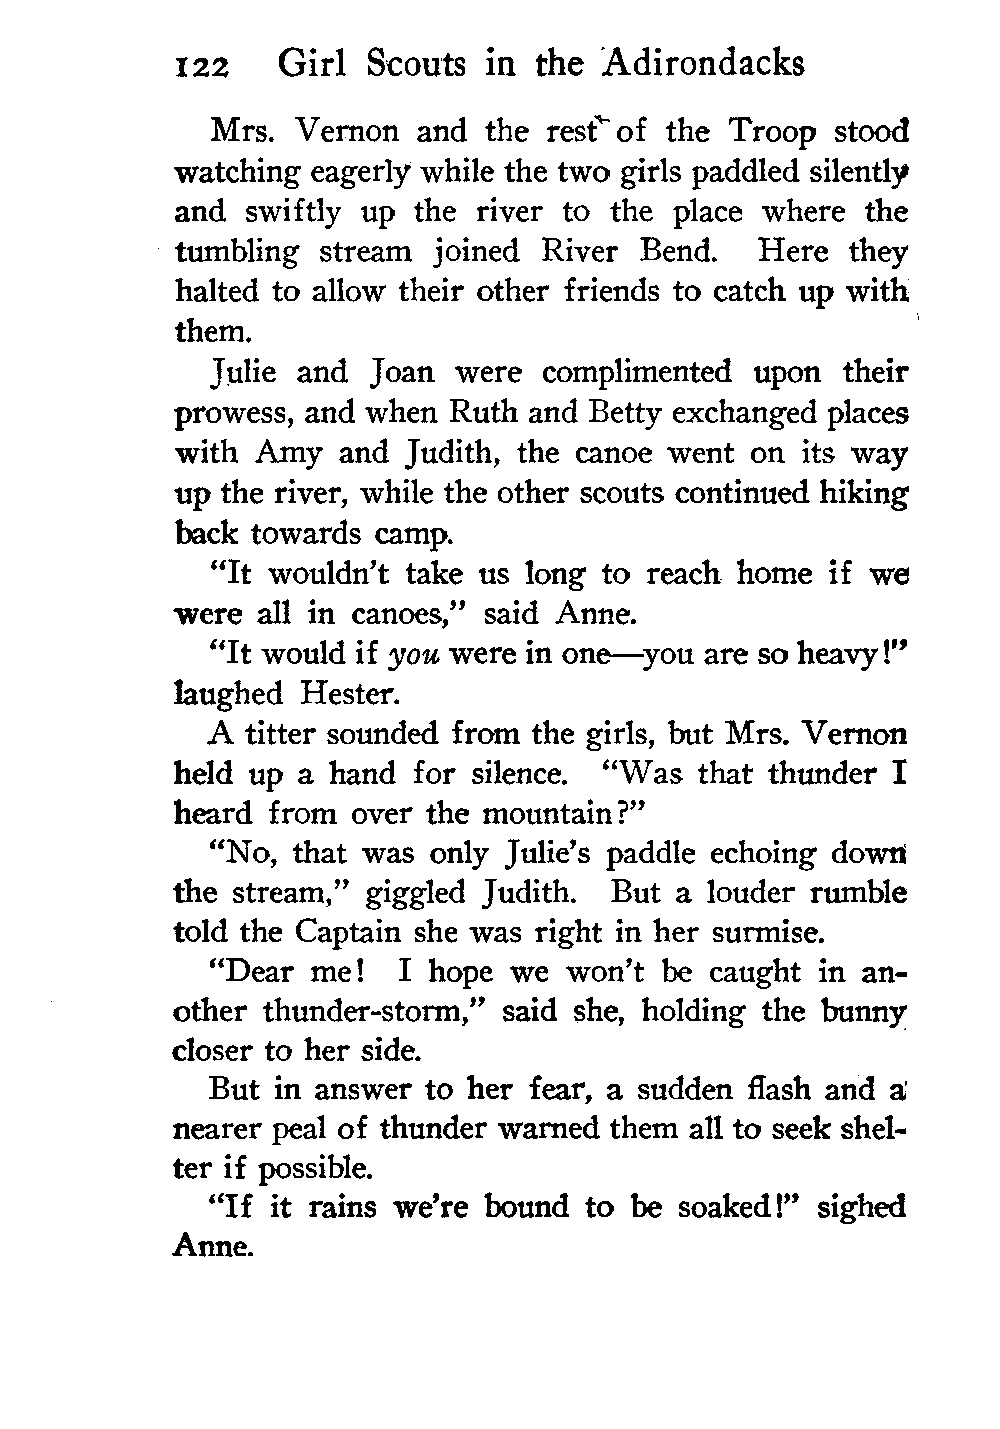 122 Girl Scouts in the Adirondacks
Mrs. Vernon and the rest of the Troop stood
watching eagerly while the two girls paddled silently
and swiftly up the river to the place where the
tumbling stream joined River Bend. Here they
halted to allow their other friends to catch up with
them.
Julie and Joan were complimented upon their
prowess, and when Ruth and Betty exchanged places
with Amy and Judith, the canoe went on its way
up the river, while the other scouts continued hiking
back towards camp.
“It wouldn’t take us long to reach home if we
were all in canoes,” said Anne.
“It would if you were in one—you are so heavy!”
laughed Hester.
A titter sounded from the girls, but Mrs. Vernon
held up a hand for silence. “Was that thunder I
heard from over the mountain?”
“No, that was only Julie’s paddle echoing down
the stream,” giggled Judith. But a louder rumble
told the Captain she was right in her surmise.
“Dear me! I hope we won’t be caught in an-
other thunder-storm,” said she, holding the bunny
closer to her side.
But in answer to her fear, a sudden flash and a
nearer peal of thunder warned them all to seek shel-
ter if possible.
“If it rains we’re bound to be soaked!” sighed
Anne.